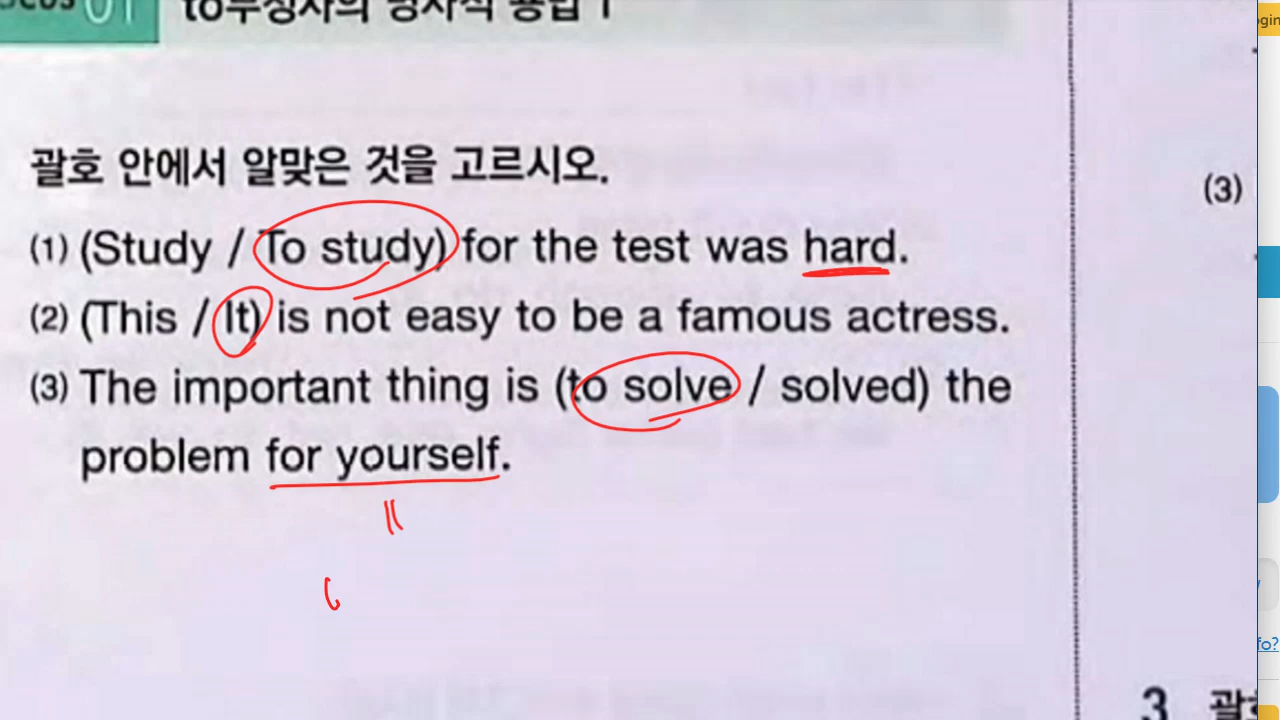 01
to부정사의 명사적 용법 1
괄호 안에서 알맞은 것을 고르시오.
(1) (Study / To study) for the test was hard.
(2) (This / It) is not easy to be a famous actress.
(3) The important thing is (to solve / solved) the
problem for yourself.
(3)
3